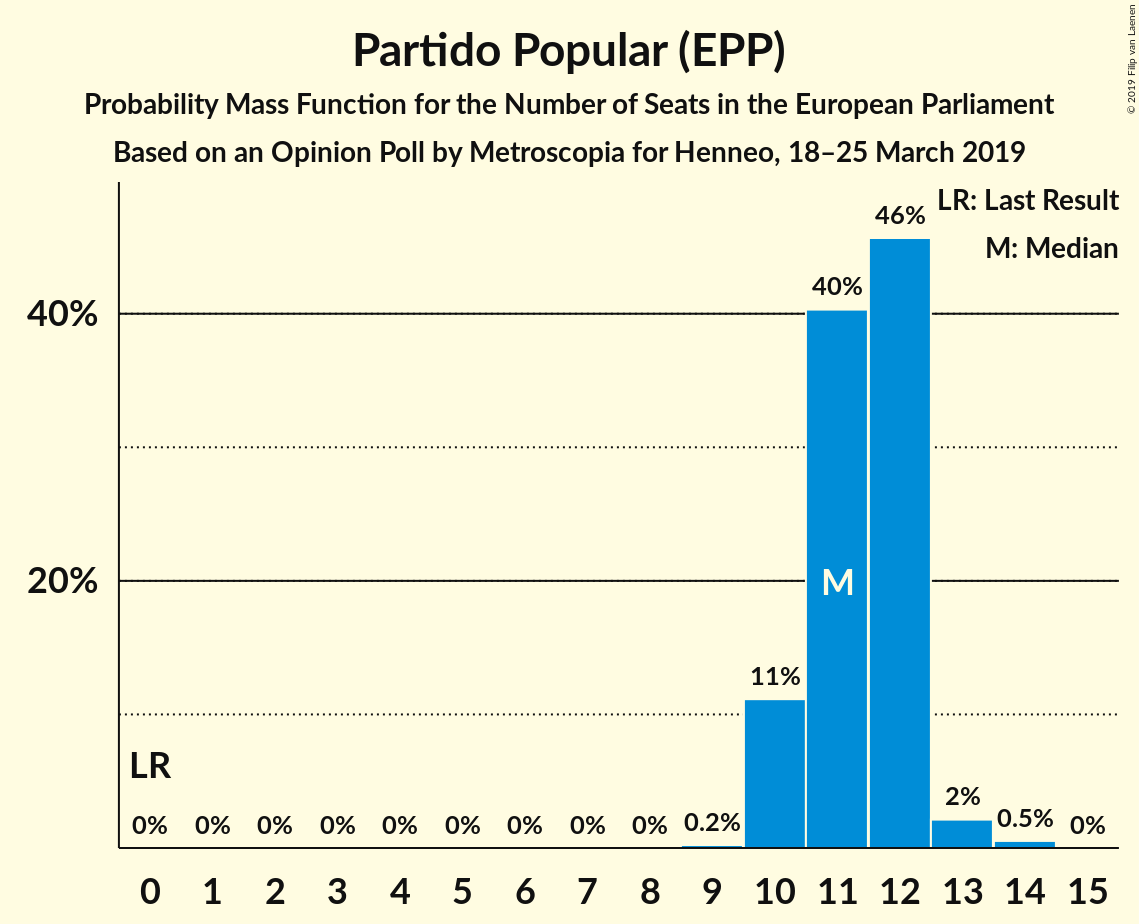 Partido Popular (EPP)
Probability Mass Function for the Number of Seats in the European Parliament
Based on an Opinion Poll by Metroscopia for Henneo, 18–25 March 2019
© 2019 Filip van Laenen
LR: Last Result
M: Median
46%
40%
40%
20%
M
11%
LR
0% 0% 0% 0% 0% 0% 0% 0% 0% 0.2% 2% 0.5% 0%
0 1 2 3 4 5 6 7 8 9 10 11 12 13 14 15